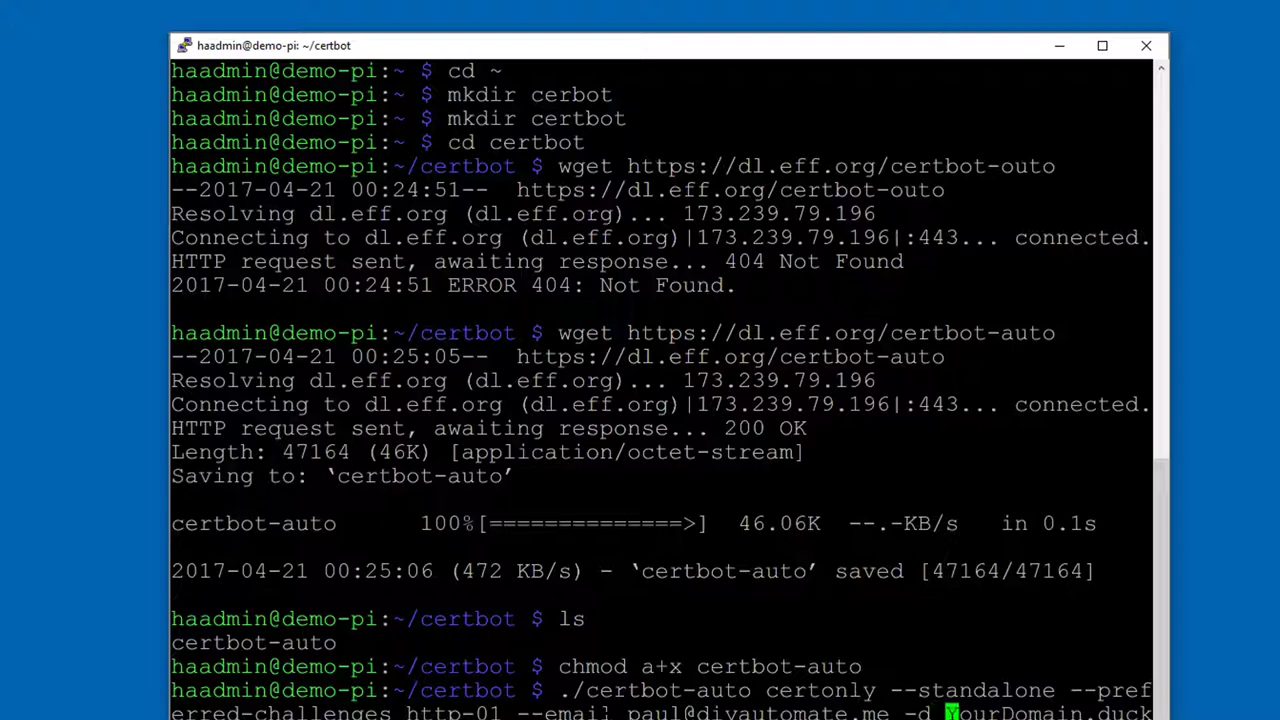 haadmin@demo-pi: ~/certbot
haadmin@demo-pi:~ $ cd ~
haadmin@demo-pi:~ $ mkdir cerbot
haadmin@demo-pi:~ $ mkdir certbot
haadmin@demo-pi:~ $ cd certbot
haadmin@demo-pi:~/certbot $ wget https://dl.eff.org/certbot-outo
--2017-04-21 00:24:51-- https://dl.eff.org/certbot-outo
Resolving dl.eff.org (dl.eff.org)... 173.239.79.196
Connecting to dl.eff.org (dl.eff.org)|173.239.79.196|:443... connected.
HTTP request sent, awaiting response... 404 Not Found
2017-04-21 00:24:51 ERROR 404: Not Found.
haadmin@demo-pi:~/certbot $ wget https://dl.eff.org/certbot-auto
--2017-04-21 00:25:05-- https://dl.eff.org/certbot-auto
Resolving dl.eff.org (dl.eff.org)... 173.239.79.196
Connecting to dl.eff.org (dl.eff.org)|173.239.79.196|:443... connected.
HTTP request sent, awaiting response... 200 OK
Length: 47164 (46K) [application/octet-stream]
Saving to: ‘certbot-auto’
certbot-auto 100%[==============>] 46.06K --.-KB/s in 0.1s
2017-04-21 00:25:06 (472 KB/s) - ‘certbot-auto’ saved [47164/47164]
haadmin@demo-pi:~/certbot $ ls
certbot-auto
haadmin@demo-pi:~/certbot $ chmod a+x certbot-auto
haadmin@demo-pi:~/certbot $ ./certbot-auto certonly --standalone --pref
erred-challenges http-01 --email paul@diyautomate.me -d YourDomain.duck